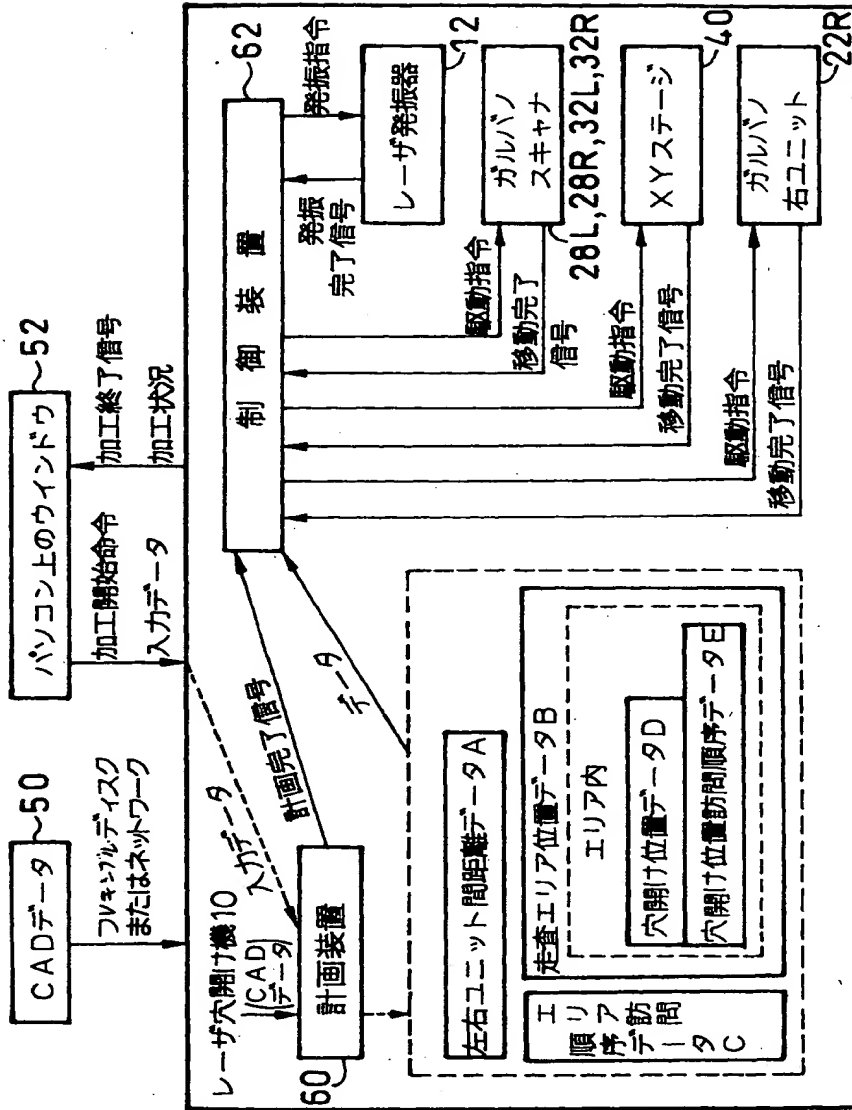 CADデータ
50
フレキシブルディスク
またはネットワーク
パソコン上のウインドウ
52
加工開始命令
入力データ
加工終了信号
加工状況
レーザ穴開け機10
CAD
データ
入力データ
計画装置
60
計画完了信号
データ
制御装置
62
左右ユニット間距離データA
エリア訪問
順序データC
走査エリア位置データB
エリア内
穴開け位置データD
穴開け位置訪問順序データE
発振指令
発振
完了信号
レーザ発振器
12
駆動指令
移動完了
信号
ガルバン
スキャナ
28L,28R,32L,32R
駆動指令
移動完了信号
XYステージ
40
駆動指令
移動完了信号
ガルバン
右ユニット
22R